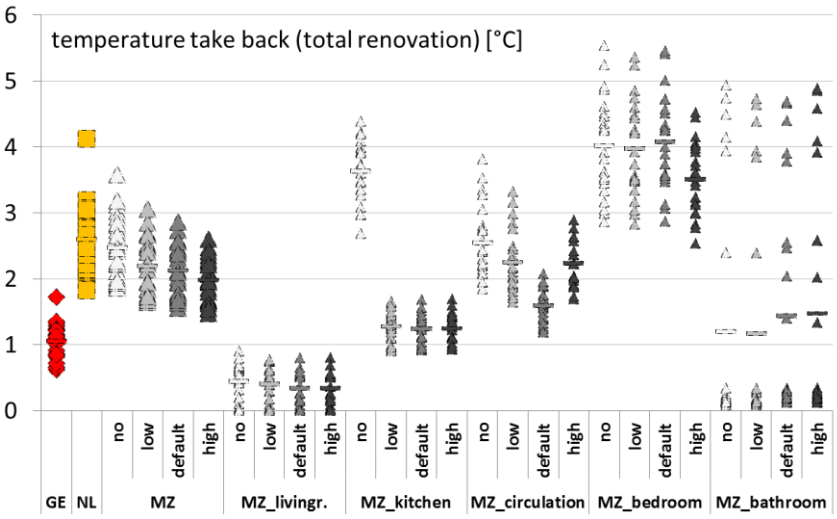 6
temperature take back (total renovation) [°C]
5
4
3
2
1
0
no low default high no low default high no low default high no low default high no low default high no low default high
GE NL MZ MZ_livingr. MZ_kitchen MZ_circulation MZ_bedroom MZ_bathroom